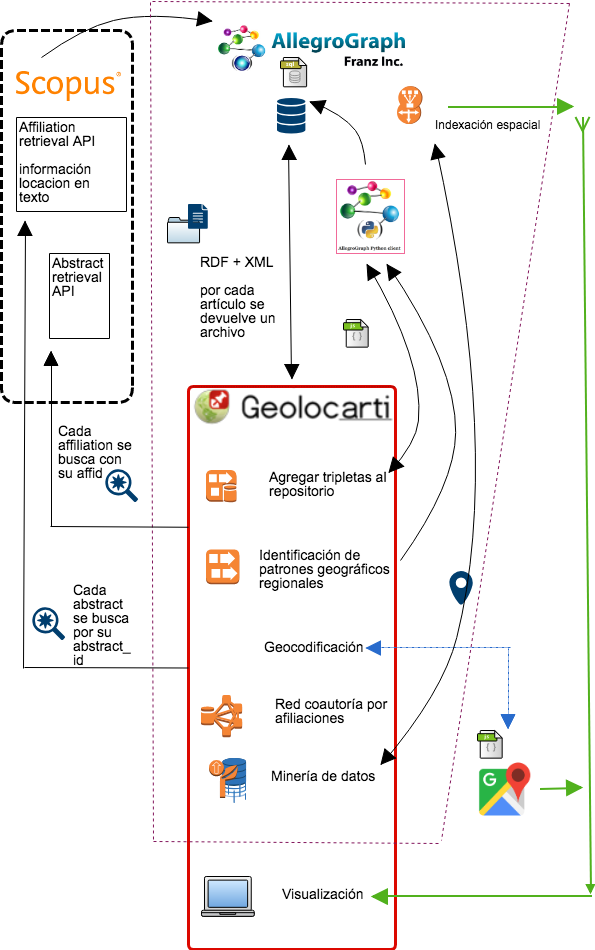 Scopus®
Affiliation
retrieval API
información
locacion en
texto
Abstract
retrieval
API
AllegroGraph
Franz Inc.
sql
Indexación espacial
AllegroGraph Python client
RDF + XML
por cada
artículo se
devuelve un
archivo
JS
{ }
Cada
affiliation se
busca con
su affid
Cada
abstract
se busca
por su
abstract_
id
Geolocarti
Agregar tripletas al
repositorio
Identificación de
patrones geográficos
regionales
Geocodificación
Red coautoría por
afiliaciones
Minería de datos
JS
{ }
G
Visualización